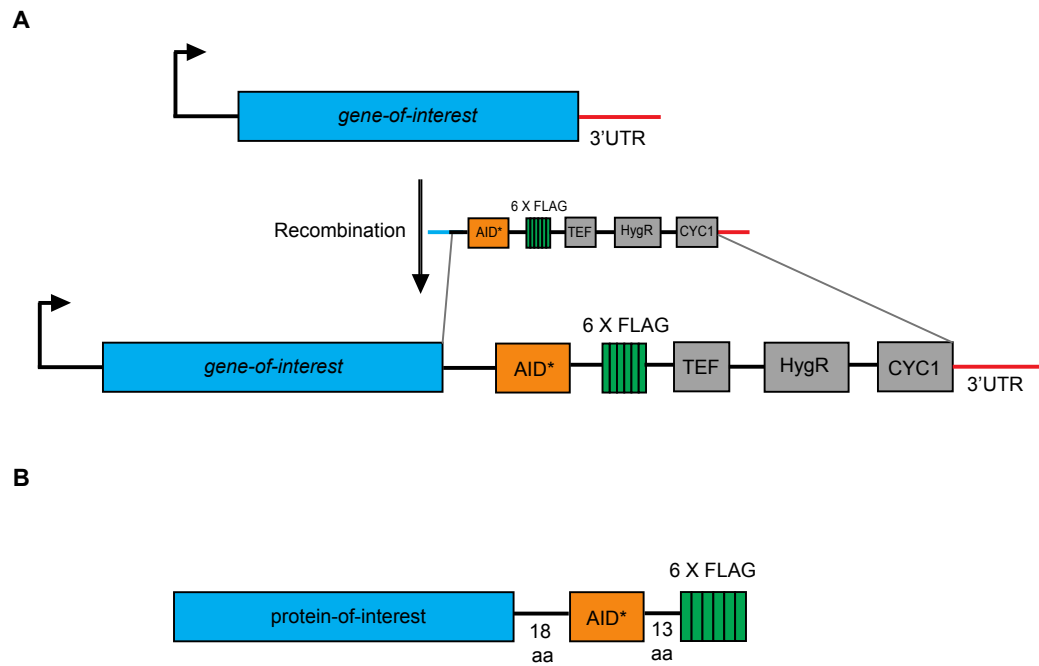 A
gene-of-interest
3'UTR
6 X FLAG
Recombination
AID*
TEF
HygR
CYC1
6 X FLAG
gene-of-interest
AID*
TEF
HygR
CYC1
3'UTR
B
6 X FLAG
protein-of-interest
AID*
18
aa
13
aa